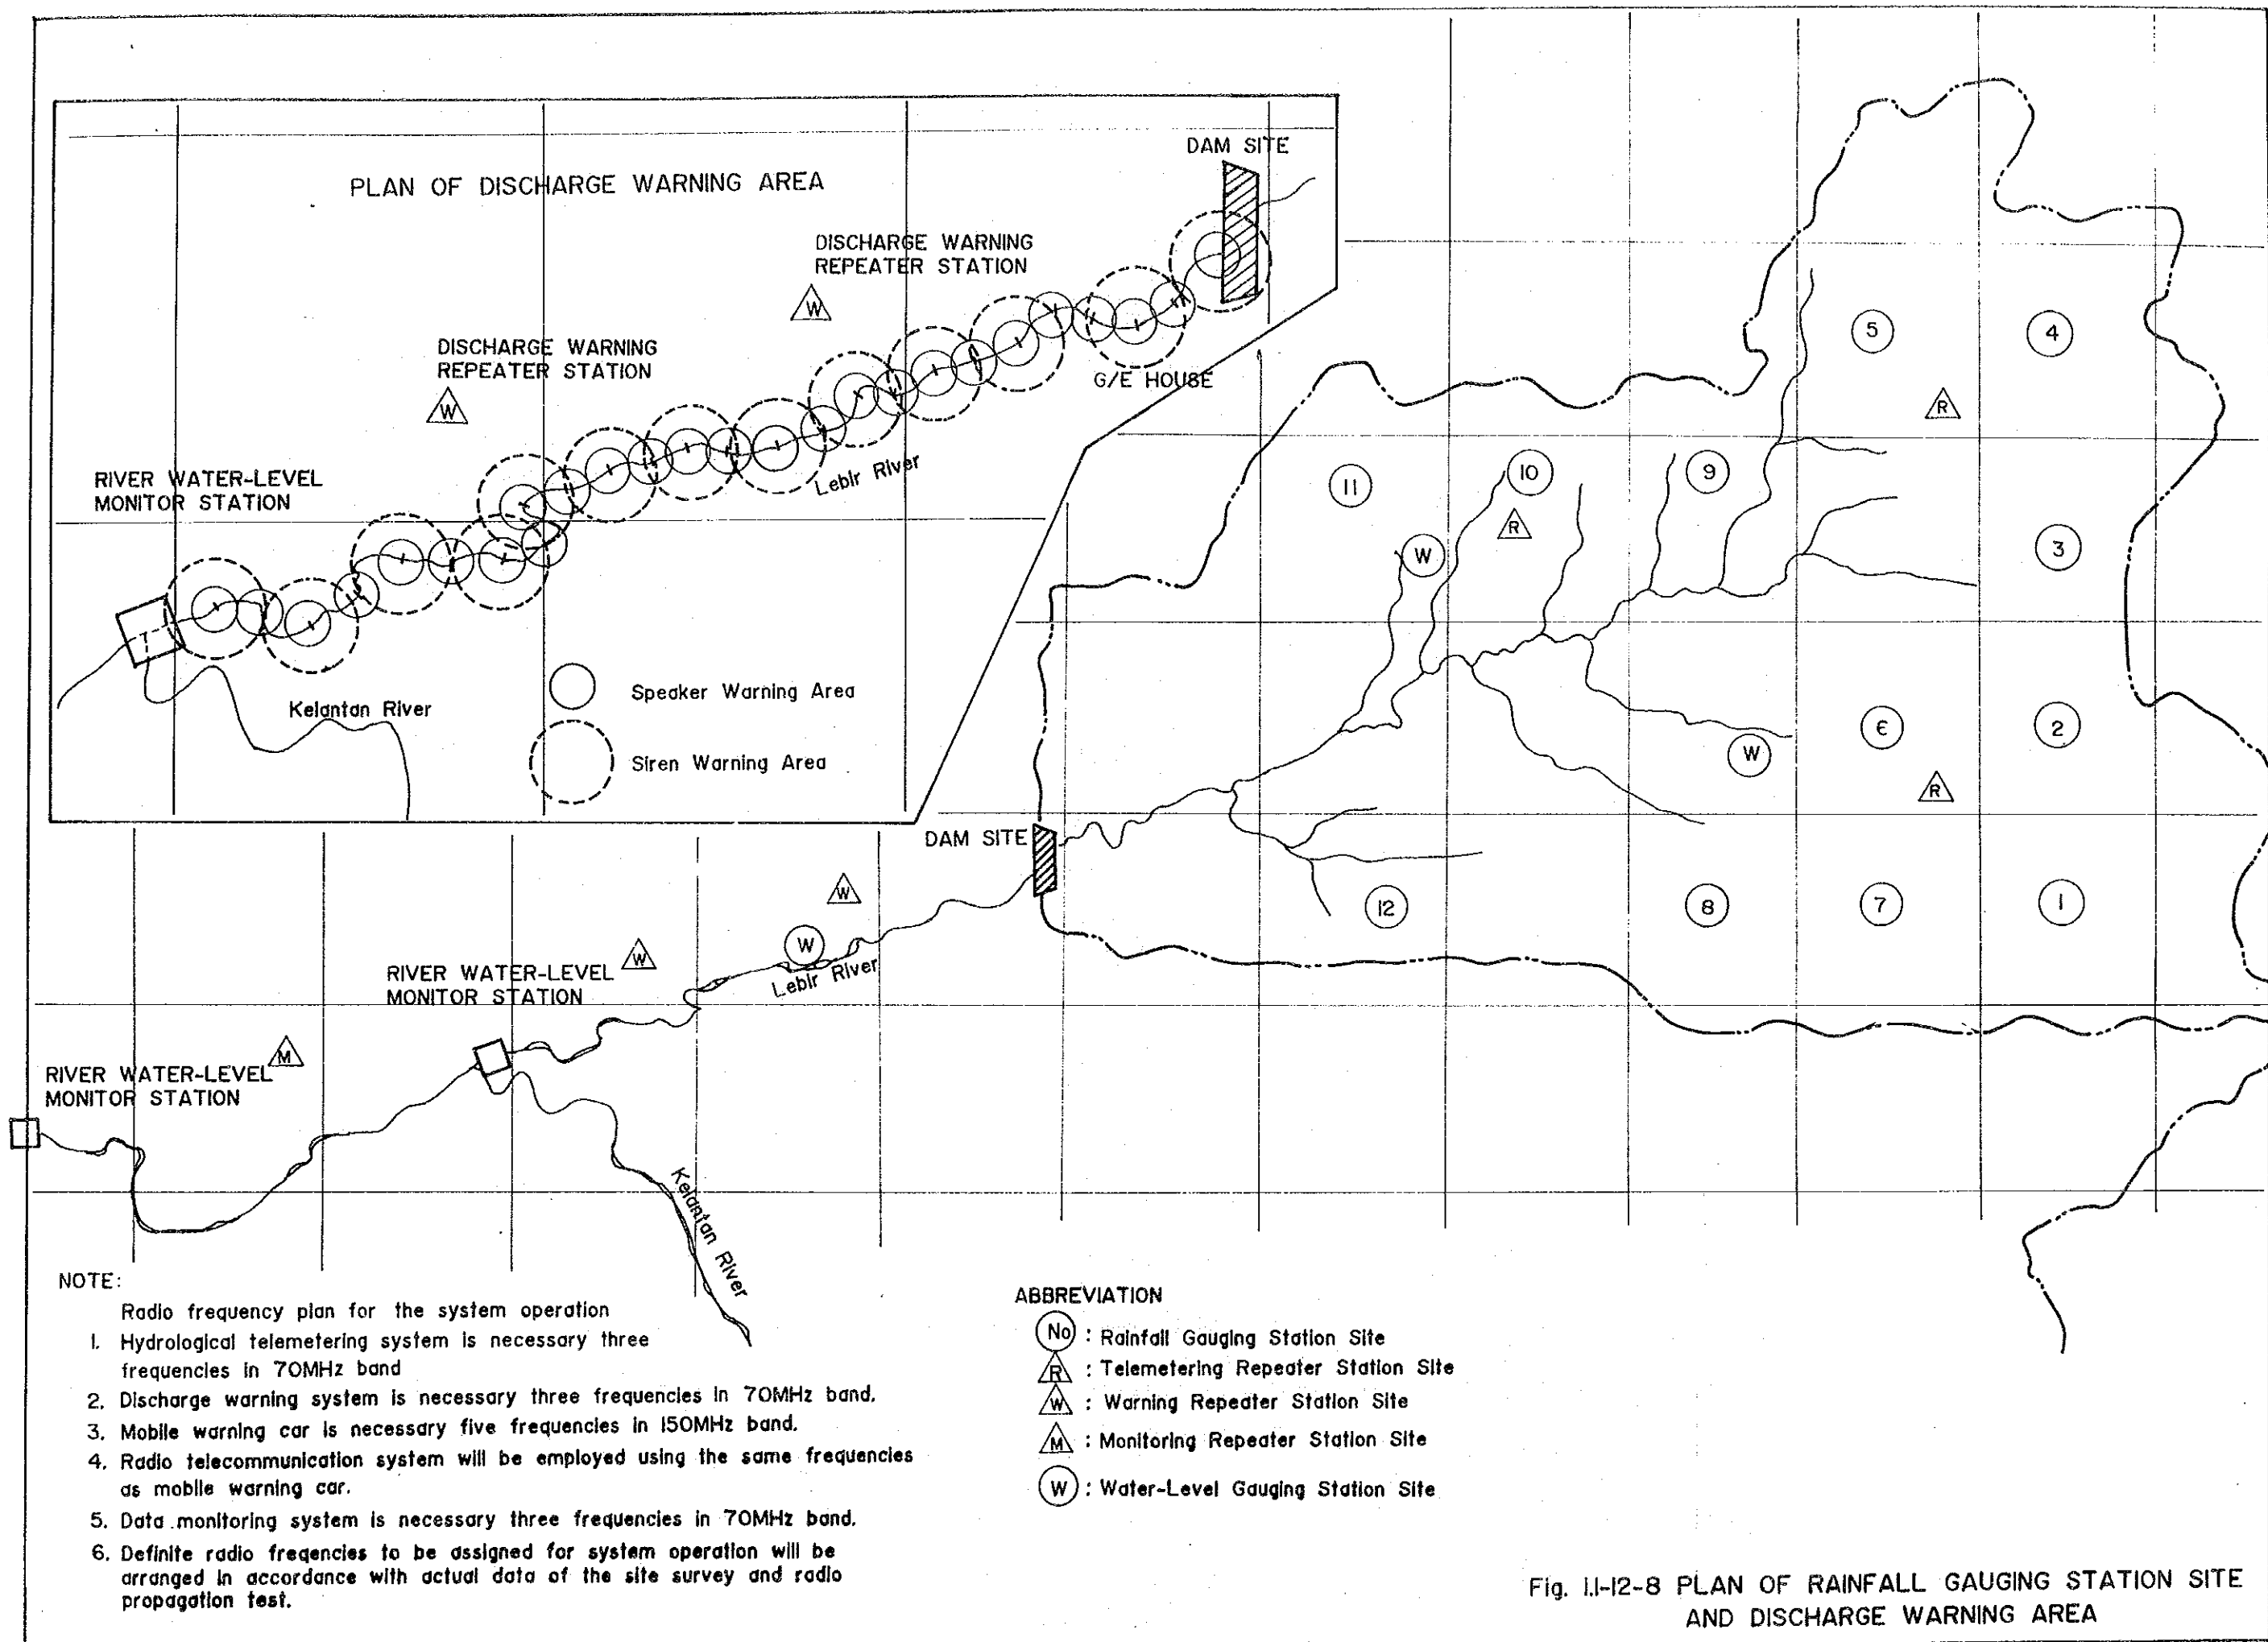 PLAN OF DISCHARGE WARNING AREA
DAM SITE
DISCHARGE WARNING
REPEATER STATION
W
DISCHARGE WARNING
REPEATER STATION
W
G/E HOUSE
RIVER WATER-LEVEL
MONITOR STATION
Lebir River
Kelantan River
Speaker Warning Area
Siren Warning Area
5
4
R
11
10
9
R
W
3
6
2
W
R
DAM SITE
12
8
7
1
W
W
W
Lebir River
RIVER WATER-LEVEL
MONITOR STATION
M
RIVER WATER-LEVEL
MONITOR STATION
Kelantan River
NOTE:
Radio frequency plan for the system operation
1. Hydrological telemetering system is necessary three
frequencies in 70MHz band
2. Discharge warning system is necessary three frequencies in 70MHz band.
3. Mobile warning car is necessary five frequencies in 150MHz band.
4. Radio telecommunication system will be employed using the same frequencies
as mobile warning car.
5. Data monitoring system is necessary three frequencies in 70MHz band.
6. Definite radio freqencies to be assigned for system operation will be
arranged in accordance with actual data of the site survey and radio
propagation test.
ABBREVIATION
No : Rainfall Gauging Station Site
R : Telemetering Repeater Station Site
W : Warning Repeater Station Site
M : Monitoring Repeater Station Site
W : Water-Level Gauging Station Site
Fig. 1.1-12-8 PLAN OF RAINFALL GAUGING STATION SITE
AND DISCHARGE WARNING AREA